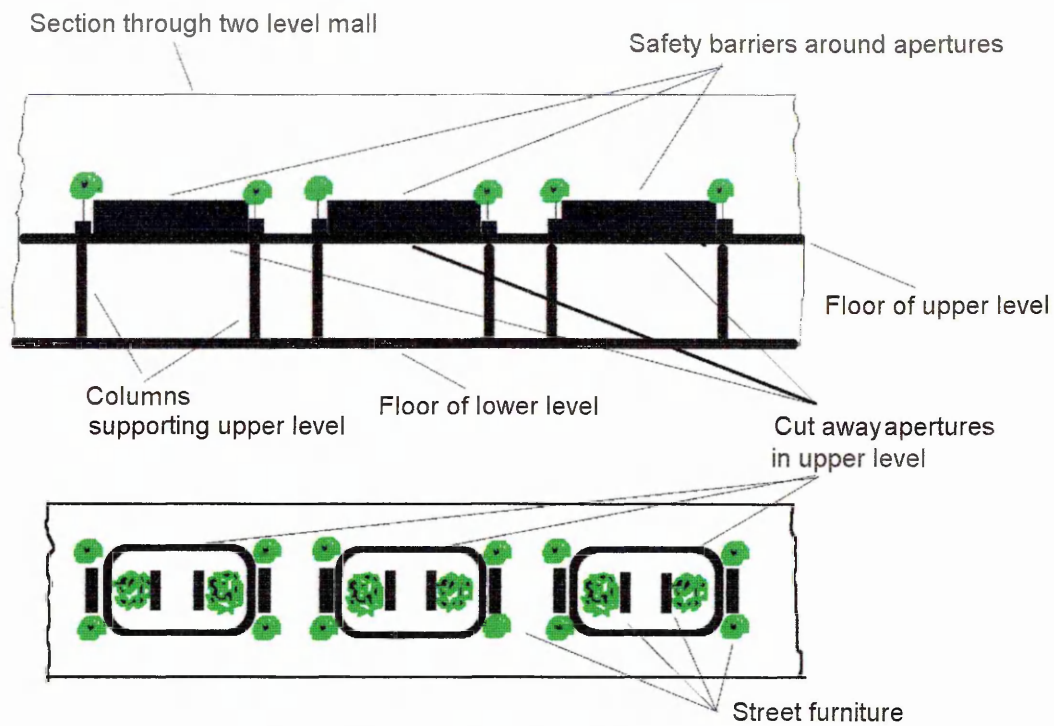 Section through two level mall
Safety barriers around apertures
Floor of upper level
Columns
supporting upper level
Floor of lower level
Cut away apertures
in upper level
Street furniture